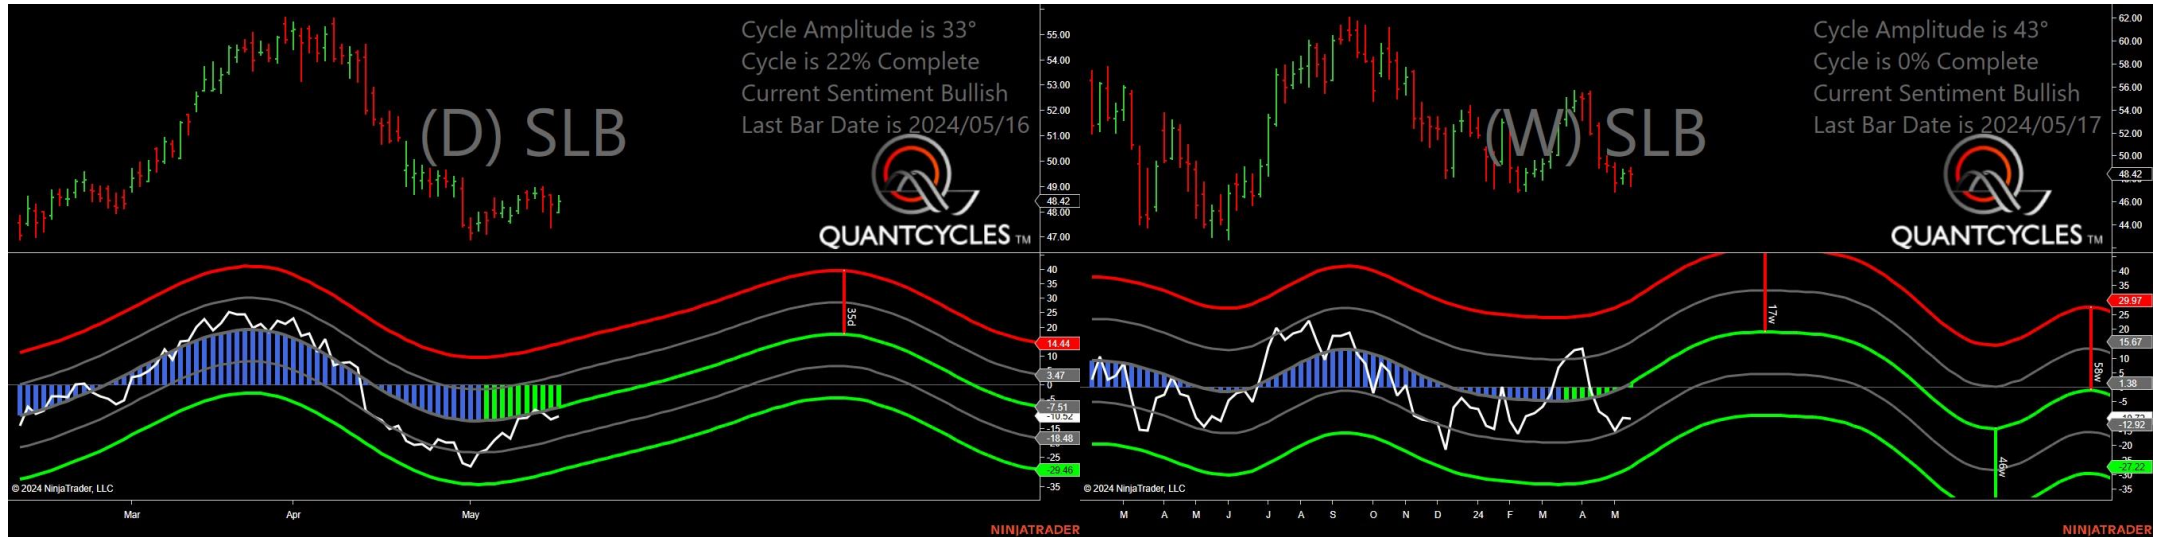 Cycle Amplitude is 33°
Cycle is 22% Complete
Current Sentiment Bullish
Last Bar Date is 2024/05/16
(D) SLB
QUANTCYCLES TM
55.00
54.00
53.00
52.00
51.00
50.00
49.00
48.42
48.00
47.00
40
35
30
25
20
14.44
10
3.47
0
-5
-7.51
-10.52
-15
-18.48
-25
-29.46
-35
35d
© 2024 NinjaTrader, LLC
Mar Apr May
NINJATRADER
Cycle Amplitude is 43°
Cycle is 0% Complete
Current Sentiment Bullish
Last Bar Date is 2024/05/17
(W) SLB
QUANTCYCLES TM
62.00
60.00
58.00
56.00
54.00
52.00
50.00
48.42
46.00
44.00
40
35
29.97
25
20
15.67
10
5
1.38
-5
-12.92
-20
-27.22
-35
17w
46w
58w
© 2024 NinjaTrader, LLC
M A M J J A S O N D 24 F M A M
NINJATRADER